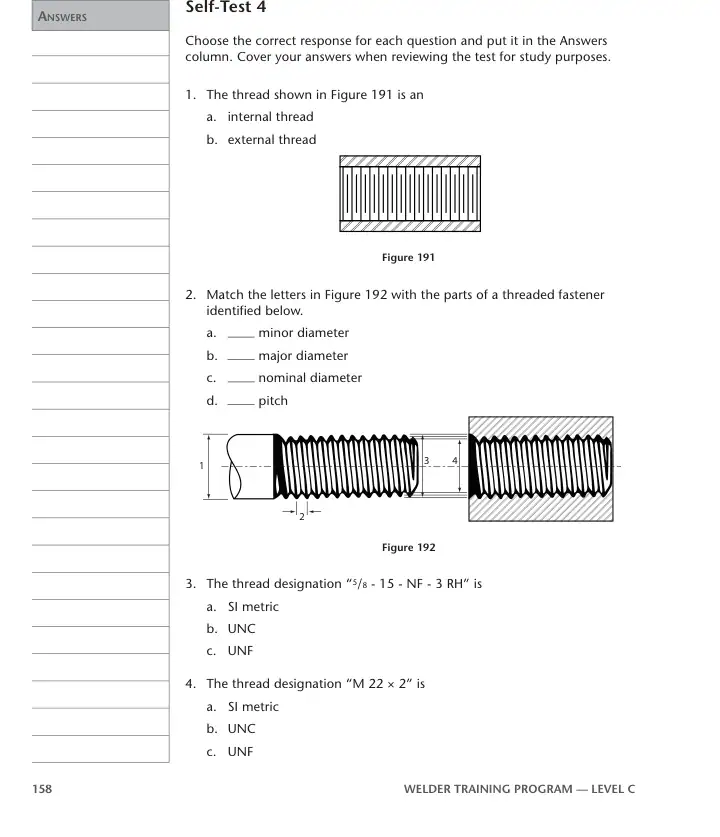 ANSWERS
Self-Test 4
Choose the correct response for each question and put it in the Answers
column. Cover your answers when reviewing the test for study purposes.
1. The thread shown in Figure 191 is an
a. internal thread
b. external thread
Figure 191
2. Match the letters in Figure 192 with the parts of a threaded fastener
identified below.
a. ____ minor diameter
b. ____ major diameter
c. ____ nominal diameter
d. ____ pitch
1
3
4
2
Figure 192
3. The thread designation “5/8 - 15 - NF - 3 RH” is
a. SI metric
b. UNC
c. UNF
4. The thread designation “M 22 × 2” is
a. SI metric
b. UNC
c. UNF
158
WELDER TRAINING PROGRAM — LEVEL C